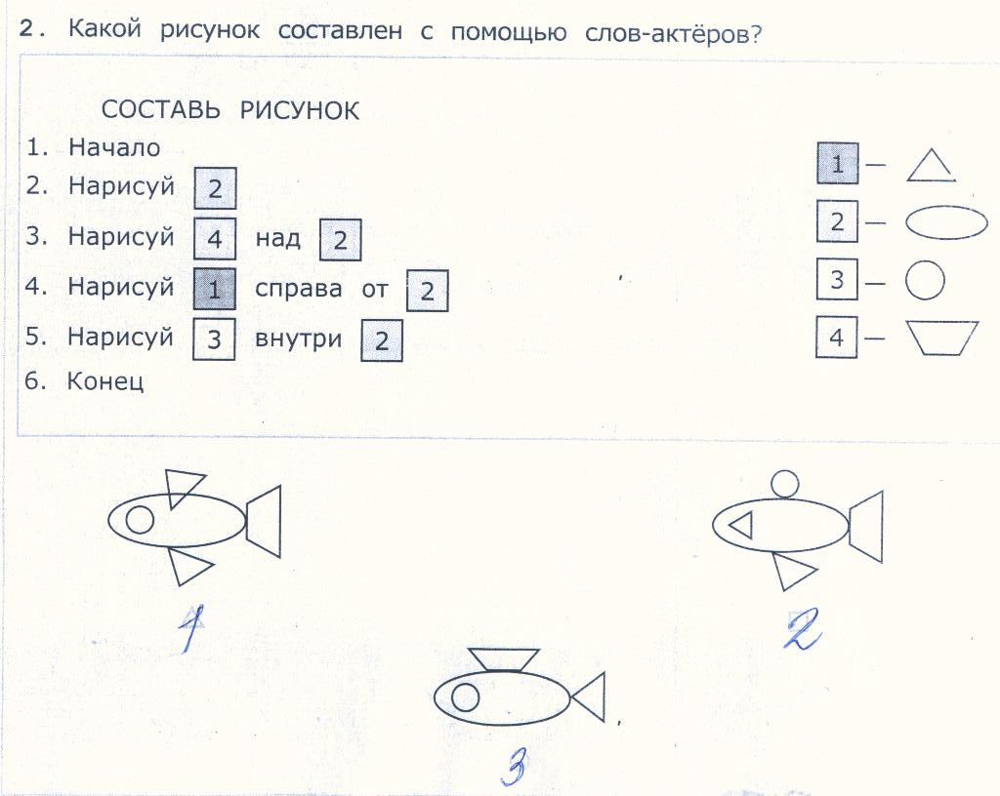 2. Какой рисунок составлен с помощью слов-актёров?
СОСТАВЬ РИСУНОК
1. Начало
2. Нарисуй 2
3. Нарисуй 4 над 2
4. Нарисуй 1 справа от 2
5. Нарисуй 3 внутри 2
6. Конец
1 —
2 —
3 —
4 —
1
2
3